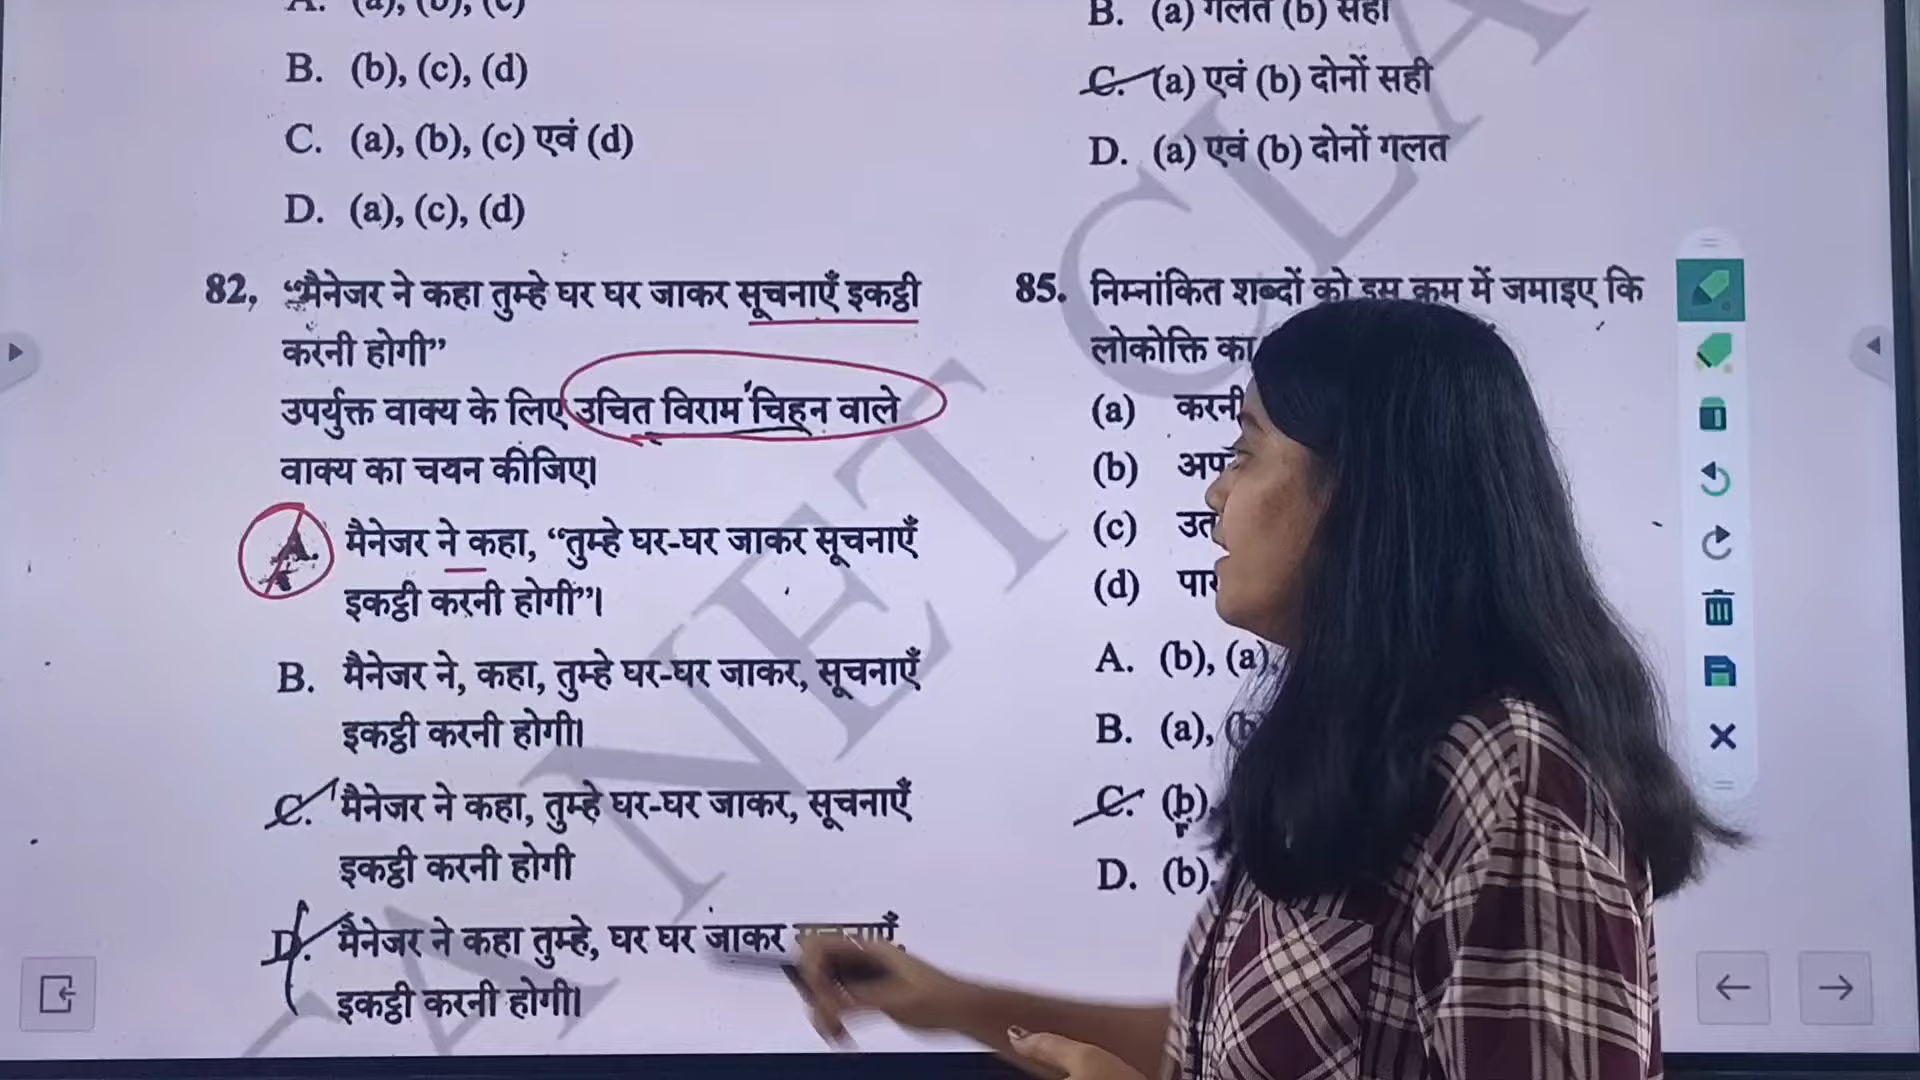 B. (b), (c), (d)
C. (a), (b), (c) एवं (d)
D. (a), (c), (d)
82, “मैनेजर ने कहा तुम्हे घर घर जाकर सूचनाएँ इकट्ठी
करनी होगी”
उपर्युक्त वाक्य के लिए उचित विराम चिह्न वाले
वाक्य का चयन कीजिए।
A. मैनेजर ने कहा, “तुम्हे घर-घर जाकर सूचनाएँ
इकट्ठी करनी होगी”।
B. मैनेजर ने, कहा, तुम्हे घर-घर जाकर, सूचनाएँ
इकट्ठी करनी होगी।
C. मैनेजर ने कहा, तुम्हे घर-घर जाकर, सूचनाएँ
इकट्ठी करनी होगी
D. मैनेजर ने कहा तुम्हे, घर घर जाकर
इकट्ठी करनी होगी।
B. (a) गलत (b) सही
C. (a) एवं (b) दोनों सही
D. (a) एवं (b) दोनों गलत
85. निम्नांकित शब्दों को इस क्रम में जमाइए कि
लोकोक्ति का
(a) करनी
(b)
(c)
(d)
A. (b), (a),
B. (a), (b)
C. (b),
D. (b),
NET CLA